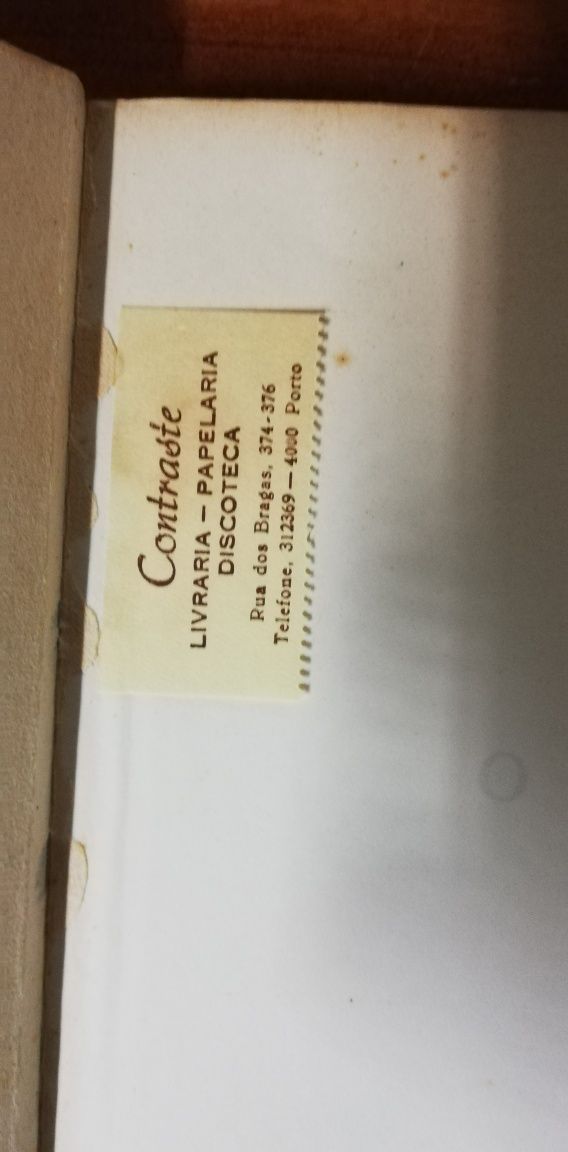 Contraste
LIVRARIA — PAPELARIA
DISCOTECA
Rua dos Bragas, 374-376
Telefone, 312369 — 4000 Porto